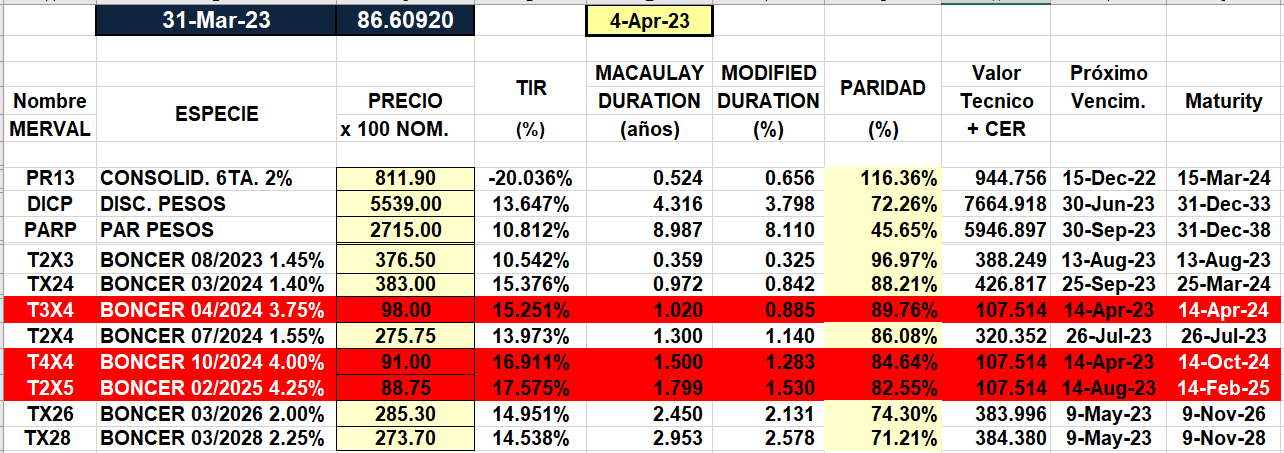 31-Mar-23 86.60920 4-Apr-23
MACAULAY MODIFIED Valor Próximo
TIR PARIDAD
Nombre PRECIO DURATION DURATION Tecnico Vencim. Maturity
ESPECIE
MERVAL x 100 NOM. (%) (años) (%) (%) + CER
PR13 CONSOLID. 6TA. 2% 811.90 -20.036% 0.524 0.656 116.36% 944.756 15-Dec-22 15-Mar-24
DICP DISC. PESOS 5539.00 13.647% 4.316 3.798 72.26% 7664.918 30-Jun-23 31-Dec-33
PARP PAR PESOS 2715.00 10.812% 8.987 8.110 45.65% 5946.897 30-Sep-23 31-Dec-38
T2X3 BONCER 08/2023 1.45% 376.50 10.542% 0.359 0.325 96.97% 388.249 13-Aug-23 13-Aug-23
TX24 BONCER 03/2024 1.40% 383.00 15.376% 0.972 0.842 88.21% 426.817 25-Sep-23 25-Mar-24
T3X4 BONCER 04/2024 3.75% 98.00 15.251% 1.020 0.885 89.76% 107.514 14-Apr-23 14-Apr-24
T2X4 BONCER 07/2024 1.55% 275.75 13.973% 1.300 1.140 86.08% 320.352 26-Jul-23 26-Jul-23
T4X4 BONCER 10/2024 4.00% 91.00 16.911% 1.500 1.283 84.64% 107.514 14-Apr-23 14-Oct-24
T2X5 BONCER 02/2025 4.25% 88.75 17.575% 1.799 1.530 82.55% 107.514 14-Aug-23 14-Feb-25
TX26 BONCER 03/2026 2.00% 285.30 14.951% 2.450 2.131 74.30% 383.996 9-May-23 9-Nov-26
TX28 BONCER 03/2028 2.25% 273.70 14.538% 2.953 2.578 71.21% 384.380 9-May-23 9-Nov-28